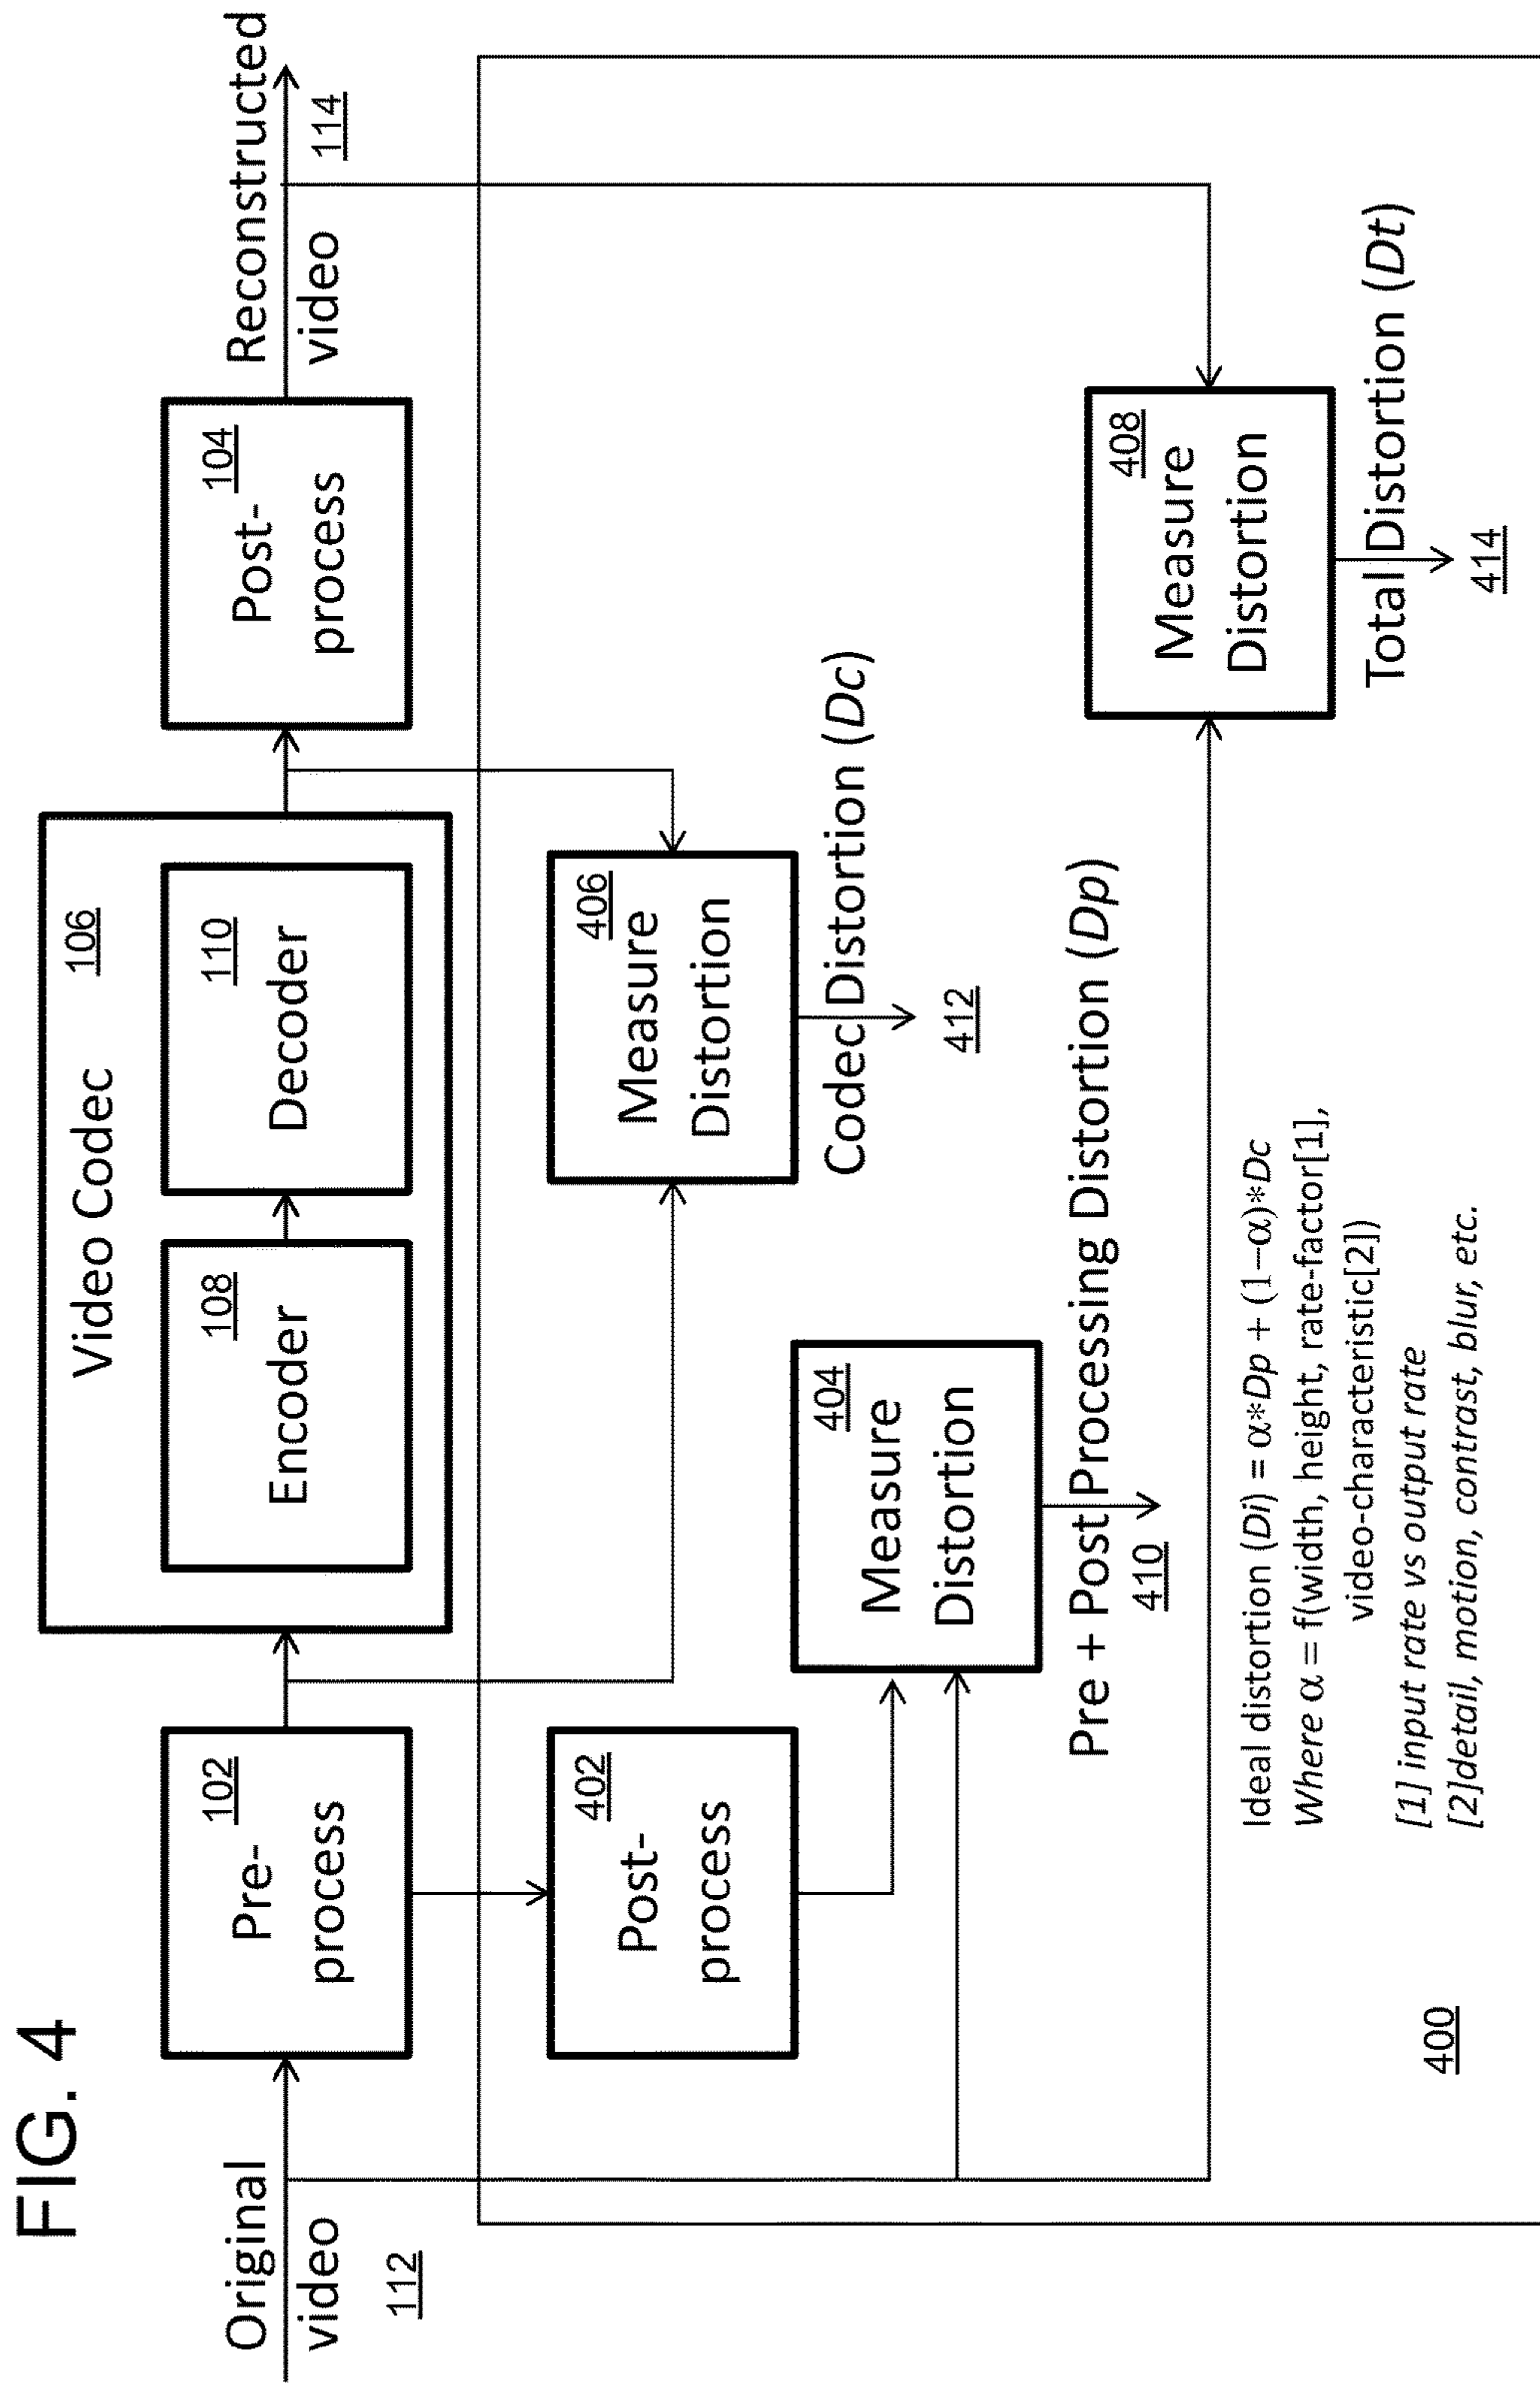 FIG. 4
Original
video
112
Pre-
process
102
Video Codec
106
Encoder
108
Decoder
110
Post-
process
104
Reconstructed
video
114
Post-
process
402
Measure
Distortion
404
Pre + Post Processing Distortion (Dp)
410
Measure
Distortion
406
Codec Distortion (Dc)
412
Measure
Distortion
408
Total Distortion (Dt)
414
Ideal distortion (Di) = α*Dp + (1−α)*Dc
Where α = f(width, height, rate-factor[1],
video-characteristic[2])
[1] input rate vs output rate
[2]detail, motion, contrast, blur, etc.
400